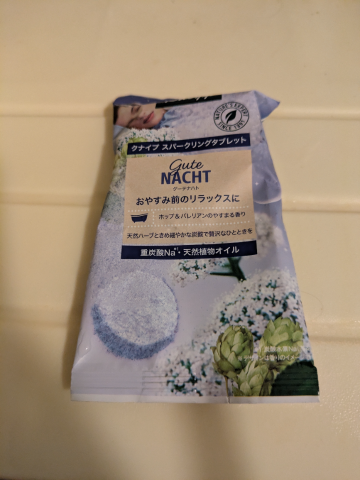 NATURE'S EXPERT
SINCE 1891
クナイプ スパークリングタブレット
Gute
NACHT
グーテナハト
おやすみ前のリラックスに
ホップ&バレリアンのやすまる香り
天然ハーブときめ細やかな炭酸で贅沢なひとときを
重炭酸Na・天然植物オイル